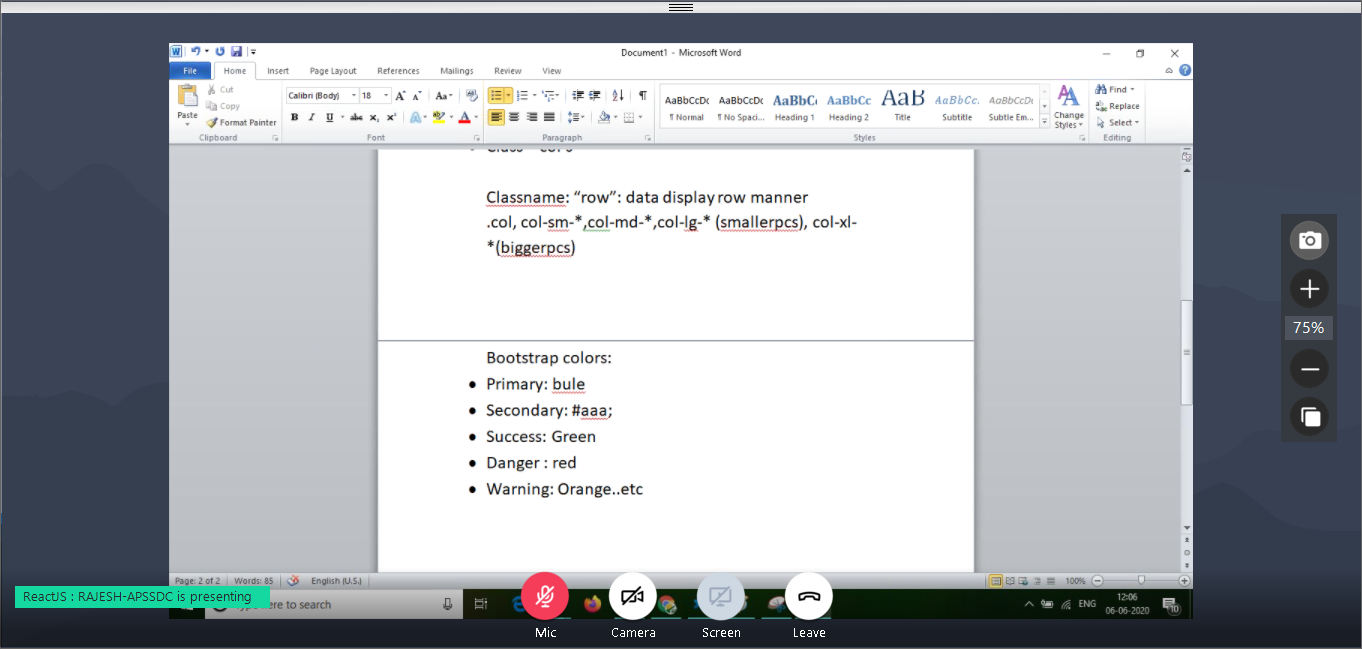 Document1 - Microsoft Word
File Home Insert Page Layout References Mailings Review View
Cut
Copy
Paste
Format Painter
Clipboard
Calibri (Body) 18
Font
Paragraph
AaBbCcDc AaBbCcDc AaBbC AaBbCc AaB AaBbCc. AaBbCcDc
¶ Normal ¶ No Spaci... Heading 1 Heading 2 Title Subtitle Subtle Em...
Styles
Change
Styles
Find
Replace
Select
Editing
Classname: “row”: data display row manner
.col, col-sm-*,col-md-*,col-lg-* (smallerpcs), col-xl-
*(biggerpcs)
Bootstrap colors:
Primary: bule
Secondary: #aaa;
Success: Green
Danger : red
Warning: Orange..etc
75%
Page: 2 of 2 Words: 85 English (U.S.) 100%
ReactJS : RAJESH-APSSDC is presenting
here to search
ENG
12:06
06-06-2020
10
Mic Camera Screen Leave